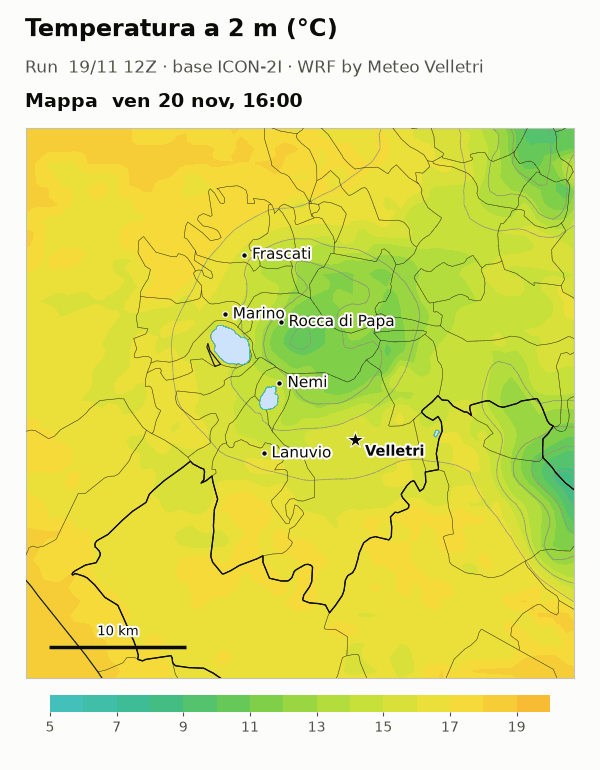 Temperatura a 2 m (°C)
Run  19/11 12Z · base ICON-2I · WRF by Meteo Velletri
Mappa  ven 20 nov, 16:00
Frascati
Marino
Rocca di Papa
Nemi
Velletri
Lanuvio
10 km
5 7 9 11 13 15 17 19